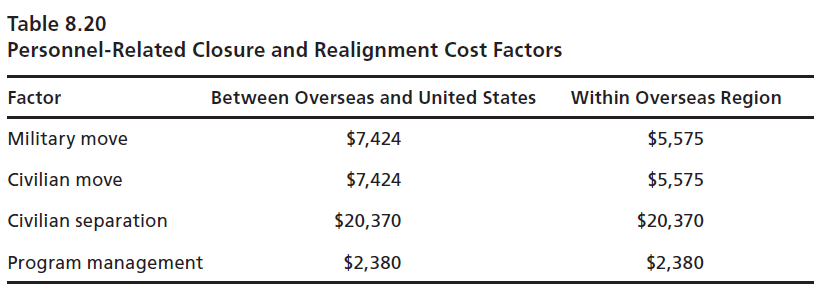 Table 8.20
Personnel-Related Closure and Realignment Cost Factors
Factor Between Overseas and United States Within Overseas Region
Military move $7,424 $5,575
Civilian move $7,424 $5,575
Civilian separation $20,370 $20,370
Program management $2,380 $2,380